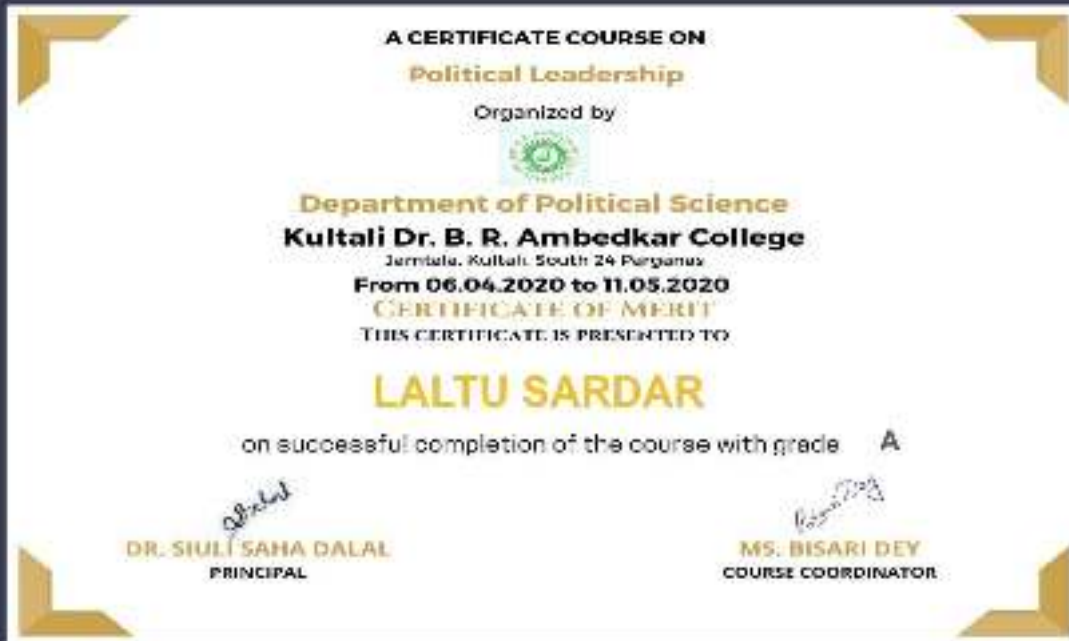 A CERTIFICATE COURSE ON
Political Leadership
Organized by
Department of Political Science
Kultali Dr. B. R. Ambedkar College
Jamtala, Kultali, South 24 Parganas
From 06.04.2020 to 11.05.2020
CERTIFICATE OF MERIT
THIS CERTIFICATE IS PRESENTED TO
LALTU SARDAR
on successful completion of the course with grade A
DR. SIULI SAHA DALAL
PRINCIPAL
MS. BISARI DEY
COURSE COORDINATOR